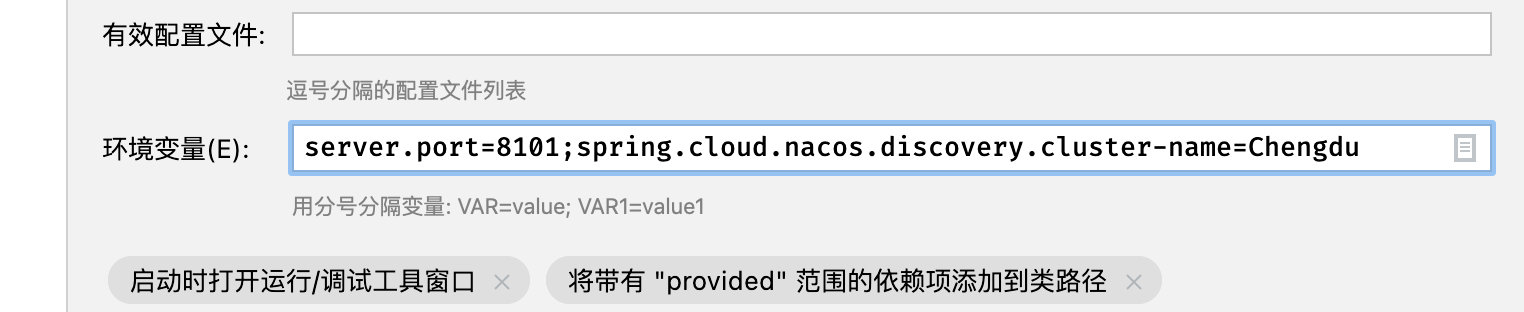 有效配置文件:
逗号分隔的配置文件列表
环境变量(E):
server.port=8101;spring.cloud.nacos.discovery.cluster-name=Chengdu
用分号分隔变量: VAR=value; VAR1=value1
启动时打开运行/调试工具窗口 ×
将带有 "provided" 范围的依赖项添加到类路径 ×